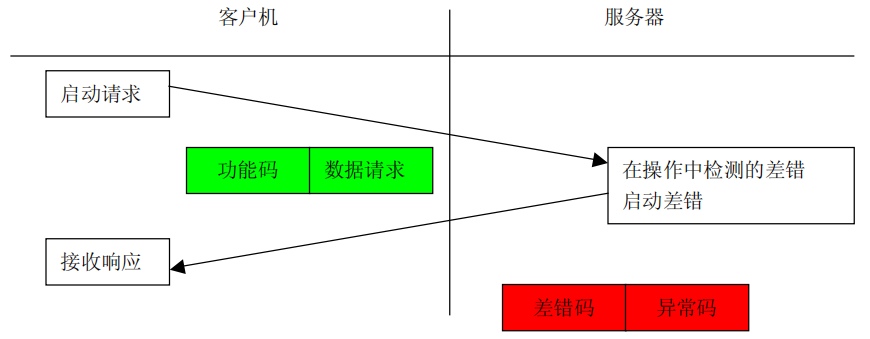 客户机
服务器
启动请求
功能码
数据请求
在操作中检测的差错
启动差错
接收响应
差错码
异常码